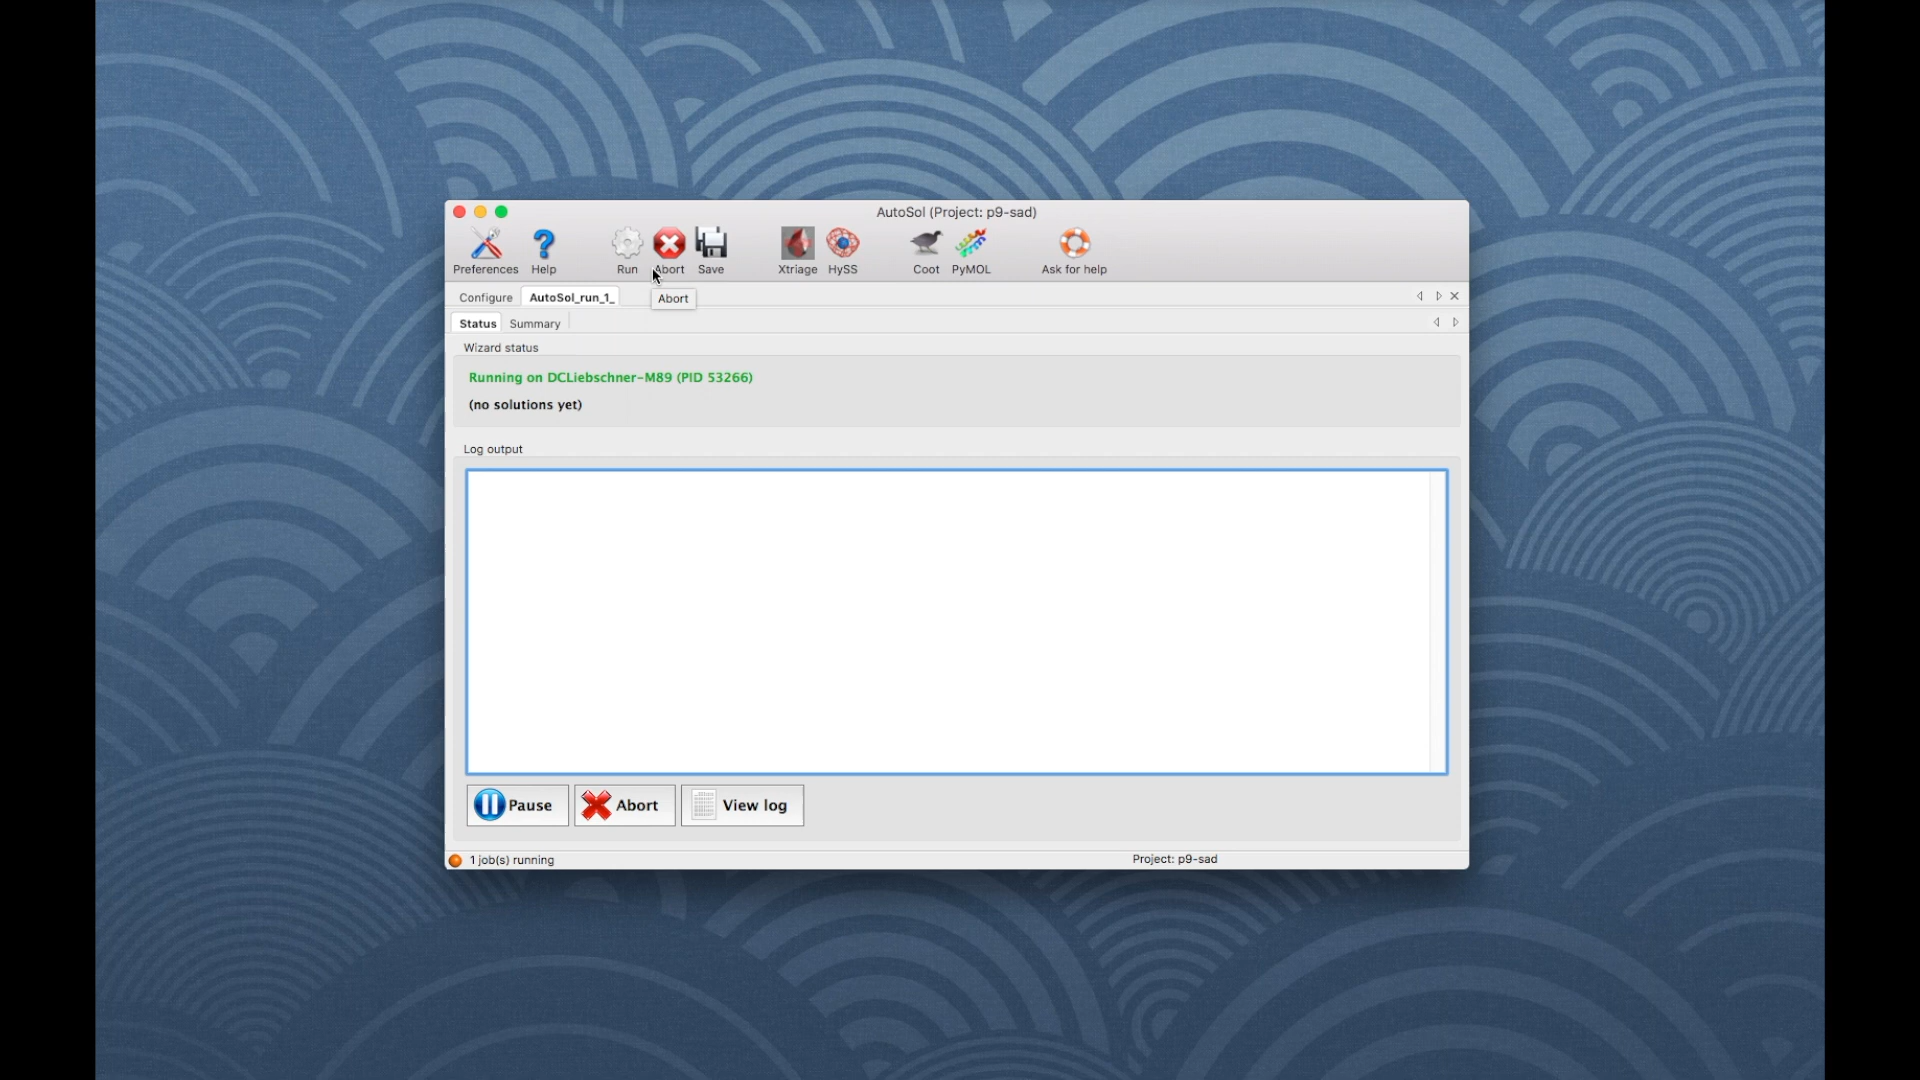 AutoSol (Project: p9-sad)
Preferences Help Run Abort Save Xtriage HySS Coot PyMOL Ask for help
Configure AutoSol_run_1_ Abort
Status Summary
Wizard status
Running on DCLiebschner-M89 (PID 53266)
(no solutions yet)
Log output
Pause Abort View log
1 job(s) running Project: p9-sad